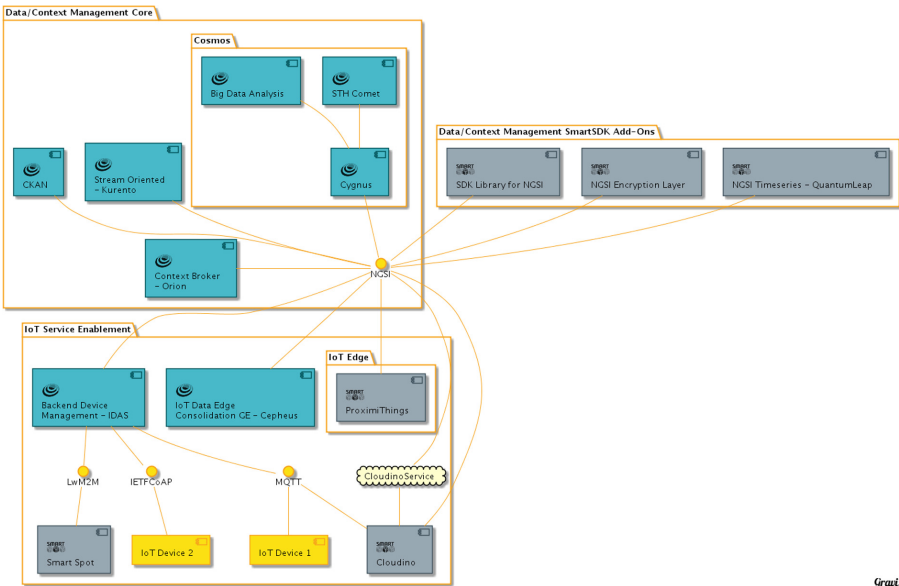 Data/Context Management Core
Cosmos
Big Data Analysis
STH Comet
Data/Context Management SmartSDK Add-Ons
CKAN
Stream Oriented
- Kurento
Cygnus
SMART
SDK Library for NGSI
SMART
NGSI Encryption Layer
SMART
NGSI Timeseries - QuantumLeap
Context Broker
- Orion
NGSI
IoT Service Enablement
IoT Edge
Backend Device
Management - IDAS
IoT Data Edge
Consolidation GE - Cepheus
SMART
ProximiThings
LwM2M
IETFCoAP
MQTT
CloudinoService
SMART
Smart Spot
IoT Device 2
IoT Device 1
SMART
Cloudino
Gravi